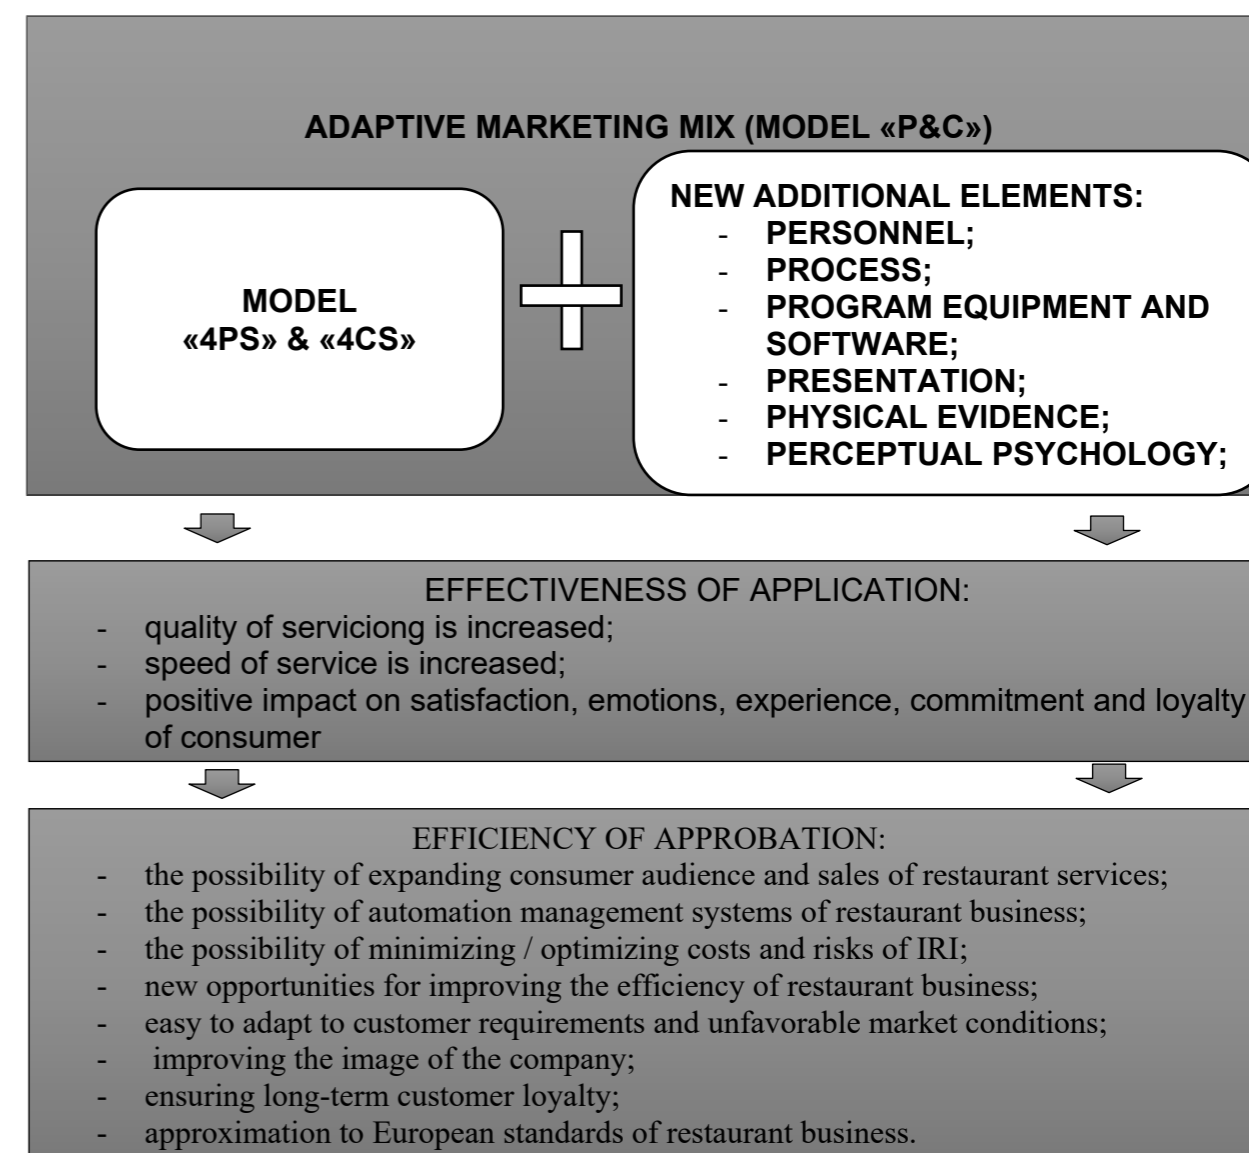 ADAPTIVE MARKETING MIX (MODEL «P&C»)
MODEL
«4PS» & «4CS»
NEW ADDITIONAL ELEMENTS:
- PERSONNEL;
- PROCESS;
- PROGRAM EQUIPMENT AND
SOFTWARE;
- PRESENTATION;
- PHYSICAL EVIDENCE;
- PERCEPTUAL PSYCHOLOGY;
EFFECTIVENESS OF APPLICATION:
- quality of serviciong is increased;
- speed of service is increased;
- positive impact on satisfaction, emotions, experience, commitment and loyalty
of consumer
EFFICIENCY OF APPROBATION:
- the possibility of expanding consumer audience and sales of restaurant services;
- the possibility of automation management systems of restaurant business;
- the possibility of minimizing / optimizing costs and risks of IRI;
- new opportunities for improving the efficiency of restaurant business;
- easy to adapt to customer requirements and unfavorable market conditions;
- improving the image of the company;
- ensuring long-term customer loyalty;
- approximation to European standards of restaurant business.